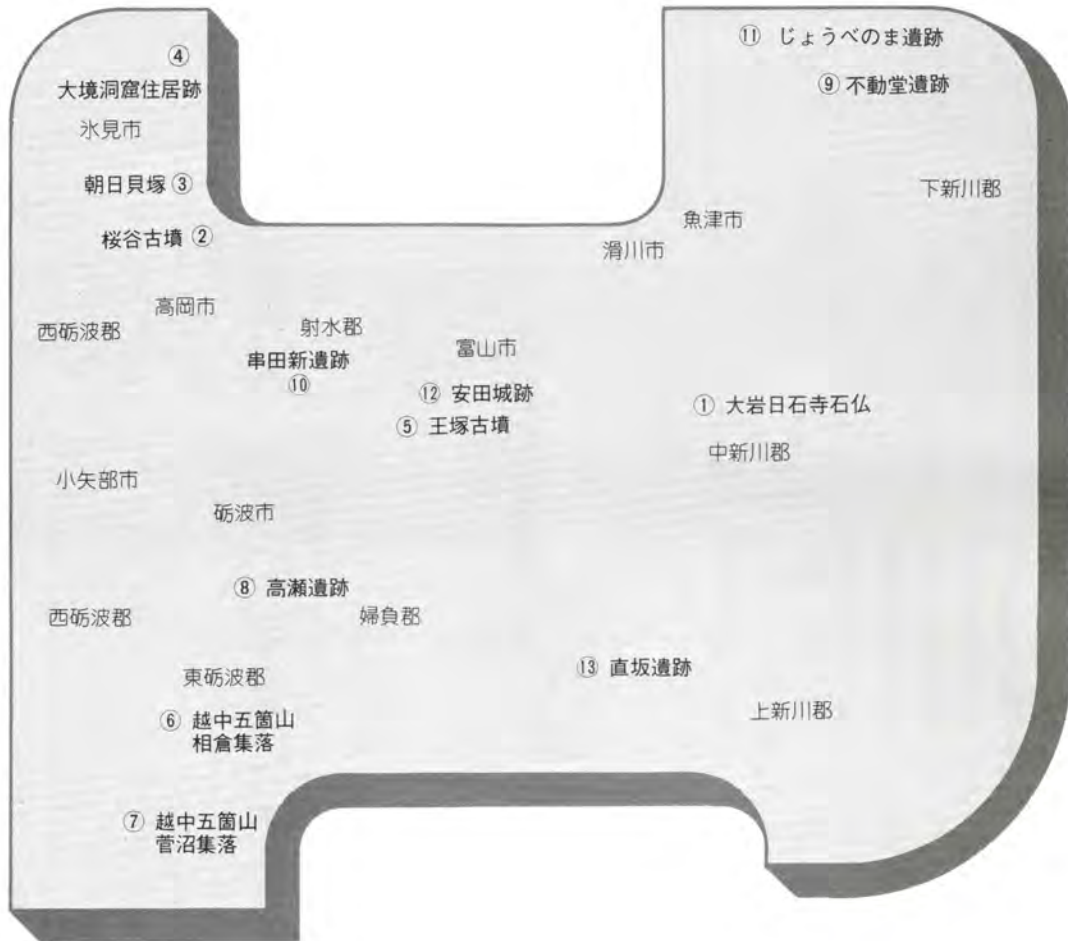 ④
大境洞窟住居跡
氷見市
朝日貝塚 ③
桜谷古墳 ②
高岡市
西砺波郡
射水郡
串田新遺跡
⑩
富山市
⑫ 安田城跡
⑤ 王塚古墳
小矢部市
砺波市
⑧ 高瀬遺跡
西砺波郡
婦負郡
東砺波郡
⑥ 越中五箇山
相倉集落
⑦ 越中五箇山
菅沼集落
⑪ じょうべのま遺跡
⑨ 不動堂遺跡
下新川郡
魚津市
滑川市
① 大岩日石寺石仏
中新川郡
⑬ 直坂遺跡
上新川郡